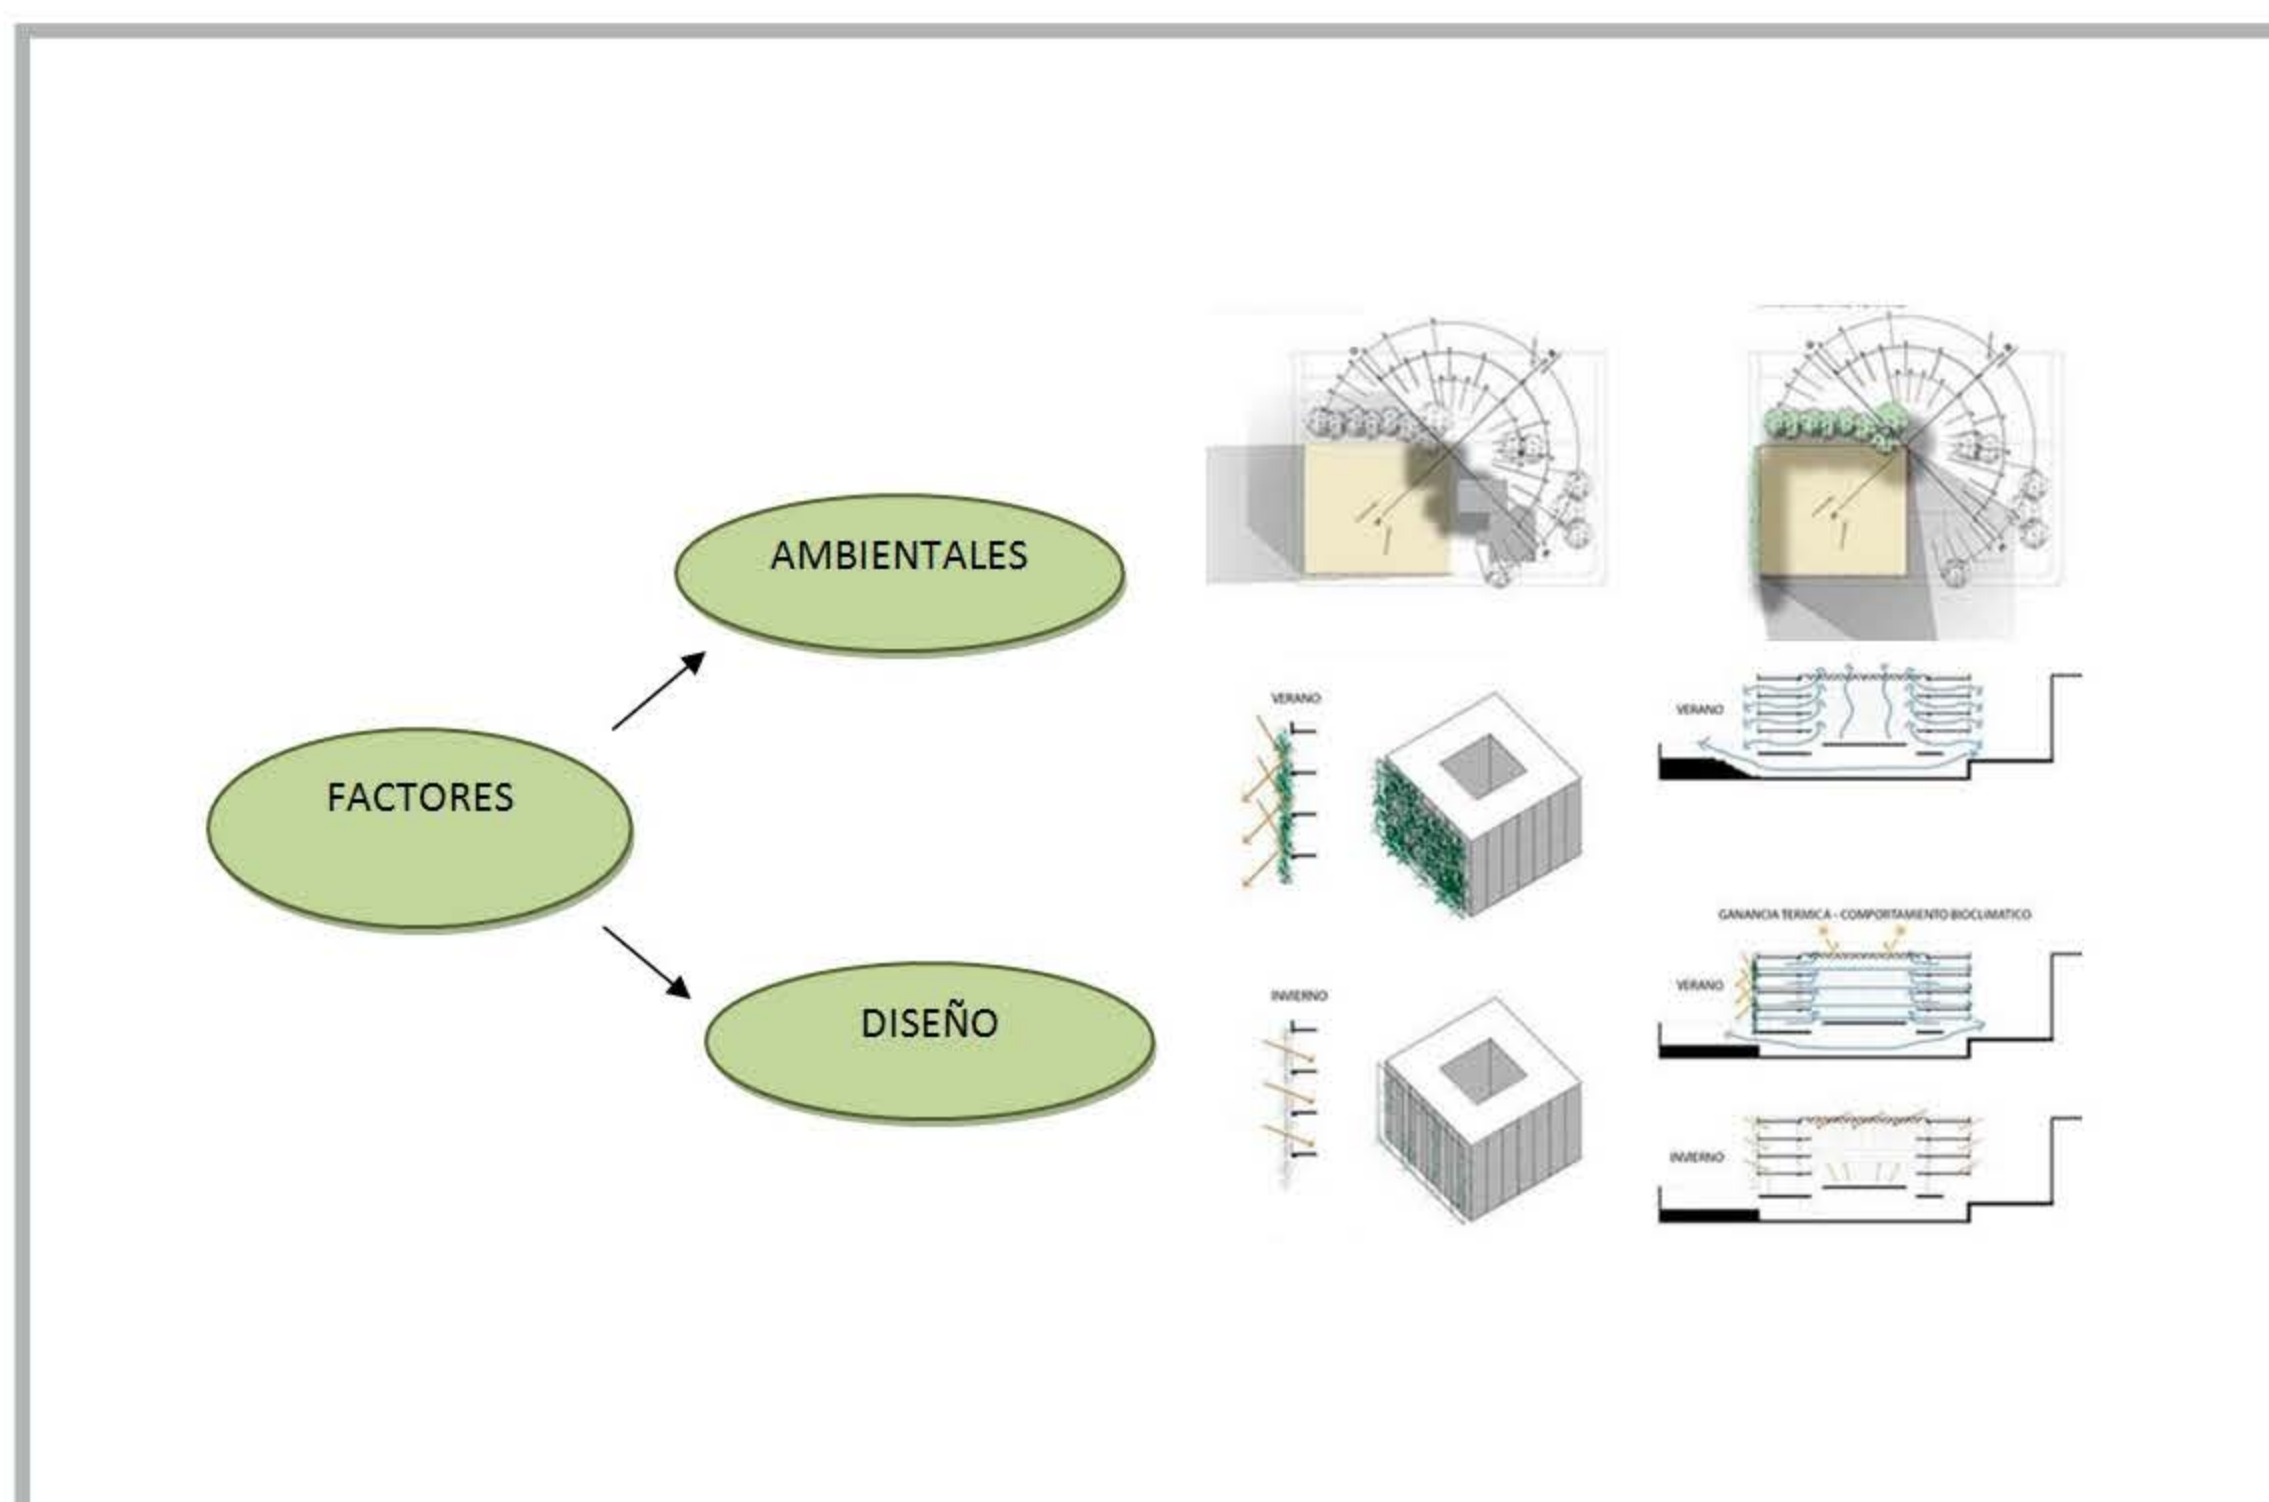 AMBIENTALES
FACTORES
DISEÑO
VERANO
VERANO
GANANCIA TERMICA - COMPORTAMIENTO BIOCLIMATICO
VERANO
INVIERNO
INVIERNO